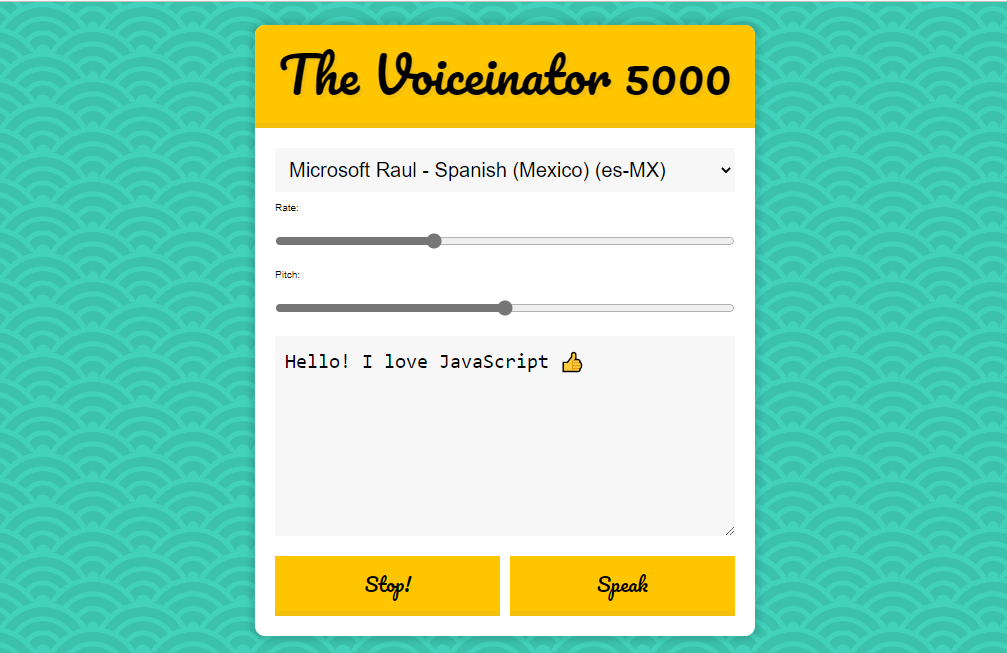 The Voiceinator 5000
Microsoft Raul - Spanish (Mexico) (es-MX)
Rate:
Pitch:
Hello! I love JavaScript 👍
Stop!
Speak